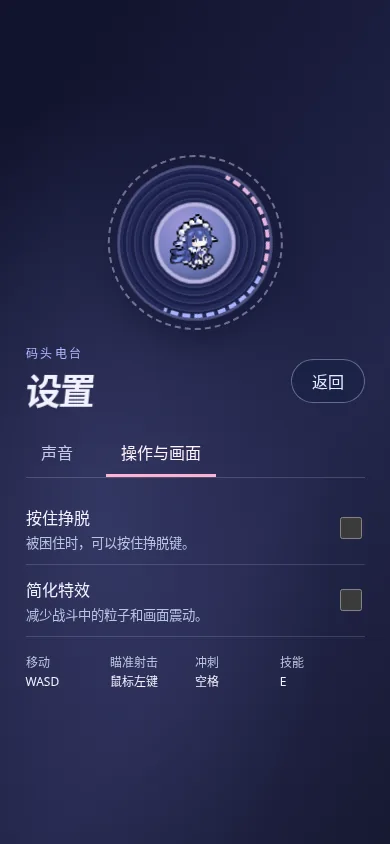 码头电台
设置
返回
声音
操作与画面
按住挣脱
被困住时，可以按住挣脱键。
简化特效
减少战斗中的粒子和画面震动。
移动 瞄准射击 冲刺 技能
WASD 鼠标左键 空格 E